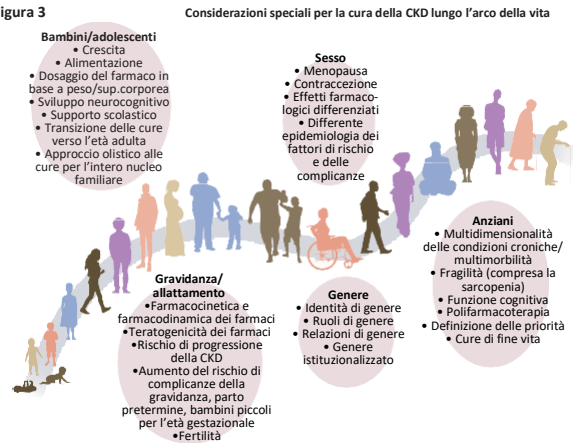 igura 3
Considerazioni speciali per la cura della CKD lungo l’arco della vita
Bambini/adolescenti
• Crescita
• Alimentazione
• Dosaggio del farmaco in
base a peso/sup.corporea
• Sviluppo neurocognitivo
• Supporto scolastico
• Transizione delle cure
verso l’età adulta
• Approccio olistico alle
cure per l’intero nucleo
familiare
Sesso
• Menopausa
• Contraccezione
• Effetti farmaco-
logici differenziati
• Differente
epidemiologia dei
fattori di rischio
e delle
complicanze
Gravidanza/
allattamento
•Farmacocinetica e
farmacodinamica dei farmaci
•Teratogenicità dei farmaci
•Rischio di progressione
della CKD
•Aumento del rischio di
complicanze della
gravidanza, parto
pretermine, bambini piccoli
per l’età gestazionale
•Fertilità
Genere
• Identità di genere
• Ruoli di genere
• Relazioni di genere
• Genere
istituzionalizzato
Anziani
• Multidimensionalità
delle condizioni croniche/
multimorbilità
• Fragilità (compresa la
sarcopenia)
• Funzione cognitiva
• Polifarmacoterapia
• Definizione delle priorità
• Cure di fine vita